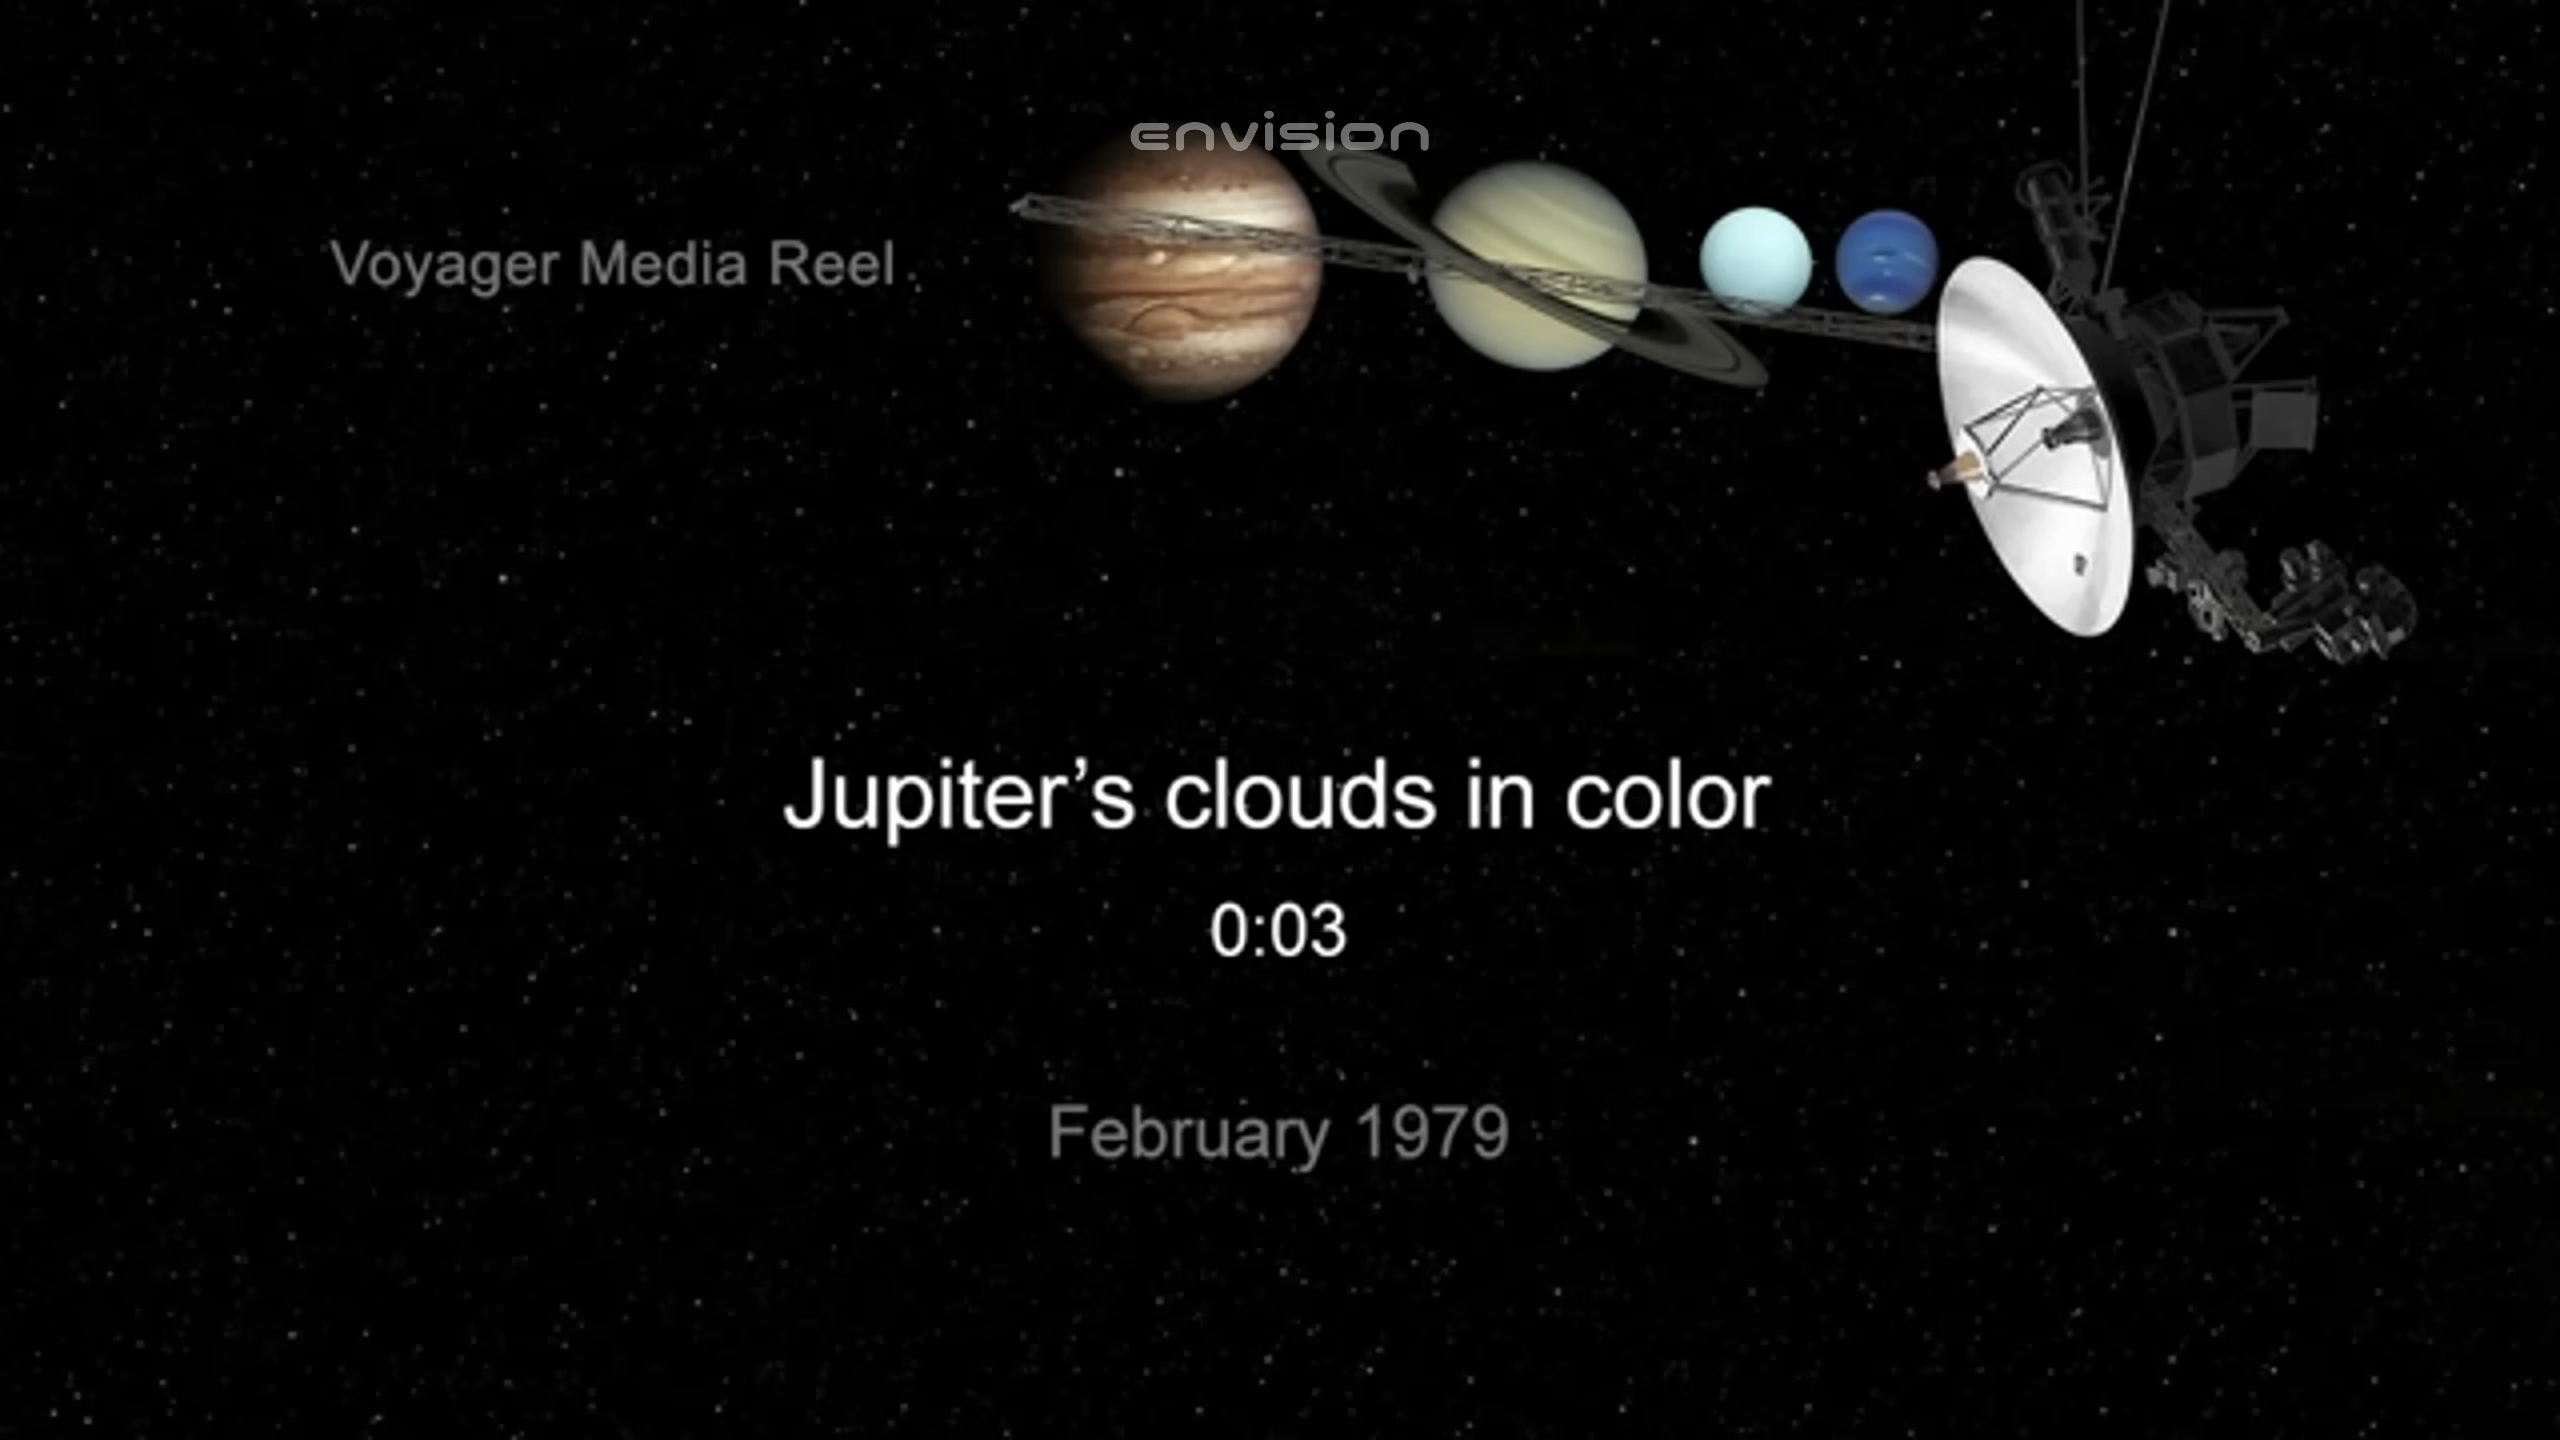 envision
Voyager Media Reel
Jupiter’s clouds in color
0:03
February 1979